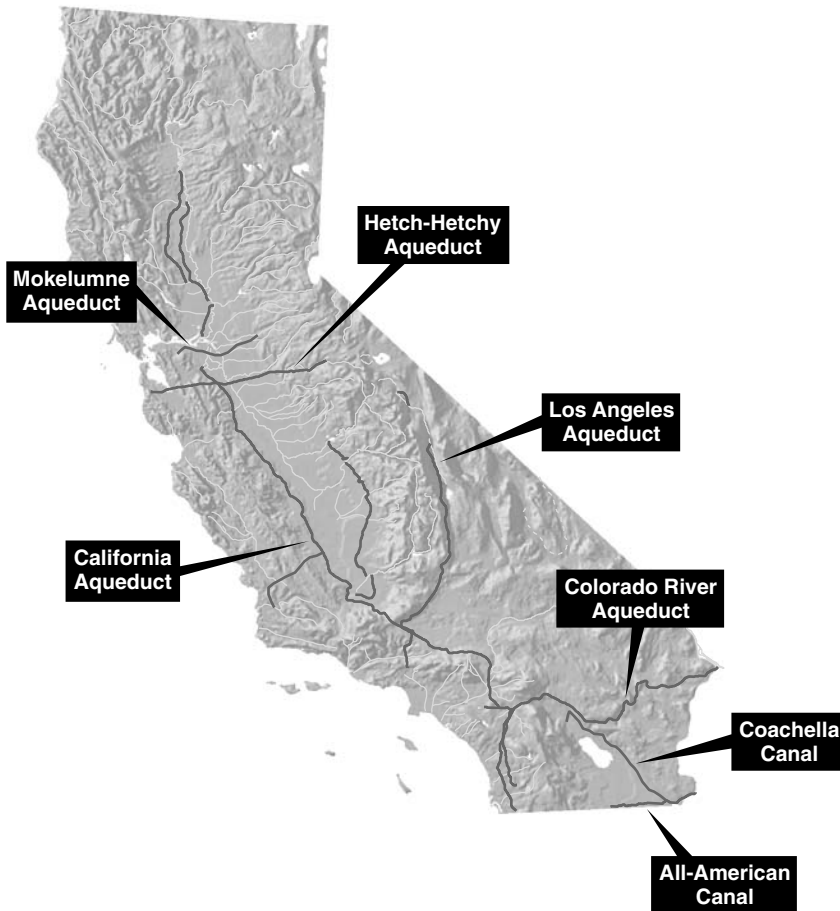 Hetch-Hetchy
Aqueduct
Mokelumne
Aqueduct
Los Angeles
Aqueduct
California
Aqueduct
Colorado River
Aqueduct
Coachella
Canal
All-American
Canal